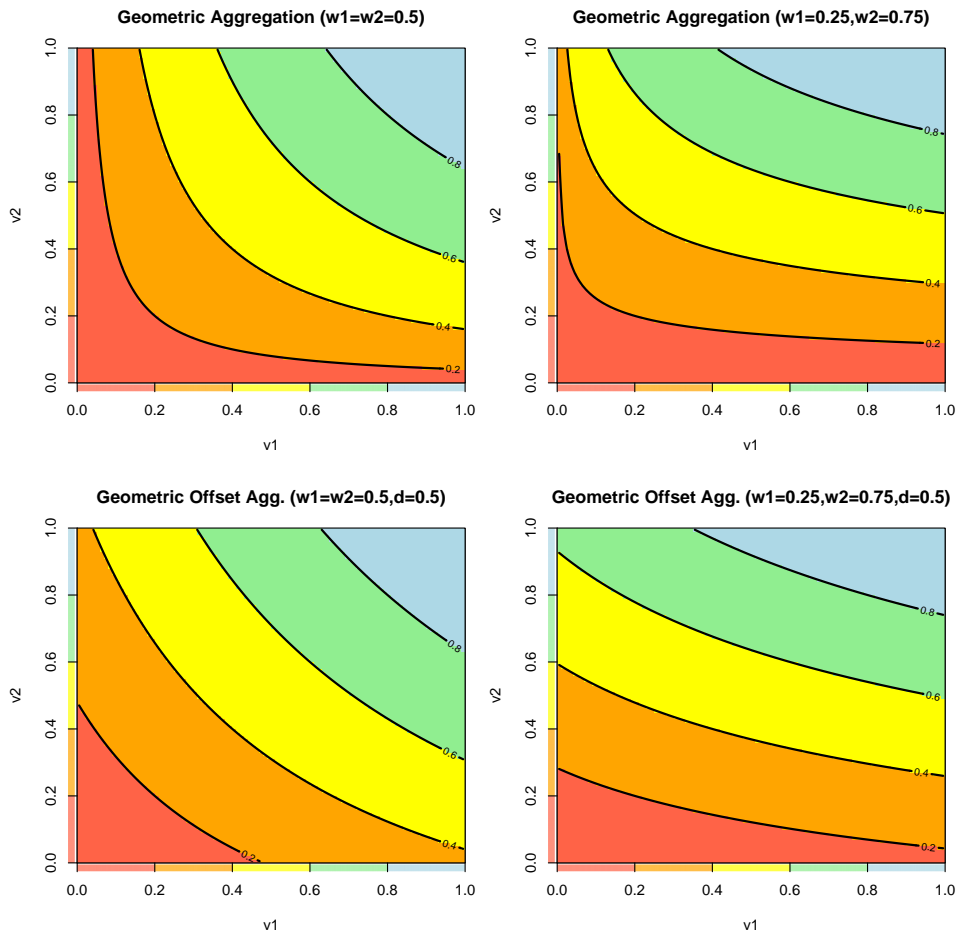 Geometric Aggregation (w1=w2=0.5)
v2
0.0 0.2 0.4 0.6 0.8 1.0
0.8
0.6
0.4
0.2
0.0 0.2 0.4 0.6 0.8 1.0
v1
Geometric Aggregation (w1=0.25,w2=0.75)
v2
0.0 0.2 0.4 0.6 0.8 1.0
0.8
0.6
0.4
0.2
0.0 0.2 0.4 0.6 0.8 1.0
v1
Geometric Offset Agg. (w1=w2=0.5,d=0.5)
v2
0.0 0.2 0.4 0.6 0.8 1.0
0.8
0.6
0.4
0.2
0.0 0.2 0.4 0.6 0.8 1.0
v1
Geometric Offset Agg. (w1=0.25,w2=0.75,d=0.5)
v2
0.0 0.2 0.4 0.6 0.8 1.0
0.8
0.6
0.4
0.2
0.0 0.2 0.4 0.6 0.8 1.0
v1